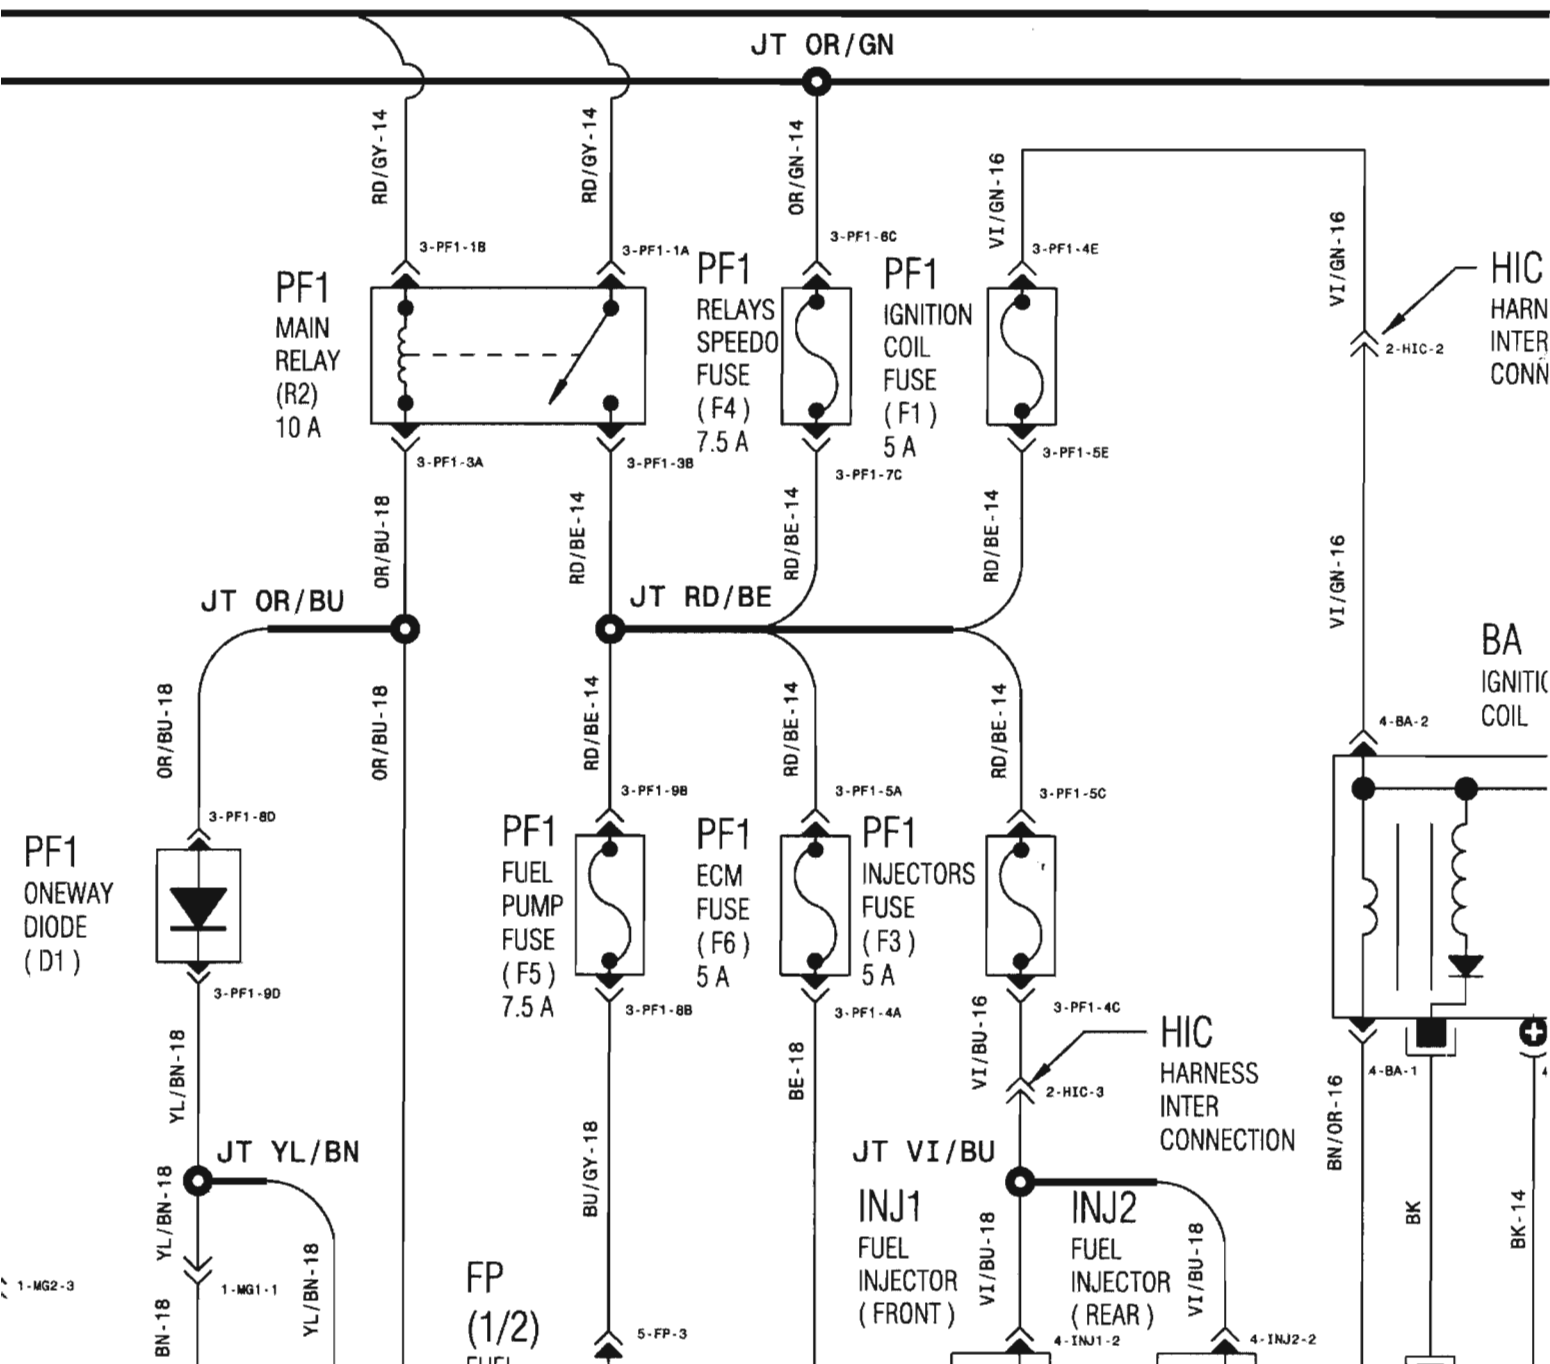 JT OR/GN
RD/GY-14
RD/GY-14
OR/GN-14
VI/GN-16
VI/GN-16
3-PF1-1B
3-PF1-1A
3-PF1-6C
3-PF1-4E
PF1
MAIN
RELAY
(R2)
10 A
PF1
RELAYS
SPEEDO
FUSE
(F4)
7.5 A
PF1
IGNITION
COIL
FUSE
(F1)
5 A
HIC
HARN
INTER
CONN
2-HIC-2
3-PF1-3A
3-PF1-3B
3-PF1-7C
3-PF1-5E
OR/BU-18
RD/BE-14
RD/BE-14
RD/BE-14
VI/GN-16
JT OR/BU
JT RD/BE
OR/BU-18
OR/BU-18
RD/BE-14
RD/BE-14
RD/BE-14
BA
IGNITIO
COIL
4-BA-2
3-PF1-8D
3-PF1-9B
3-PF1-5A
3-PF1-5C
PF1
ONEWAY
DIODE
(D1)
PF1
FUEL
PUMP
FUSE
(F5)
7.5 A
PF1
ECM
FUSE
(F6)
5 A
PF1
INJECTORS
FUSE
(F3)
5 A
3-PF1-9D
3-PF1-8B
3-PF1-4A
3-PF1-4C
YL/BN-18
BE-18
VI/BU-16
HIC
HARNESS
INTER
CONNECTION
2-HIC-3
4-BA-1
4
BN/OR-16
JT YL/BN
BU/GY-18
JT VI/BU
YL/BN-18
YL/BN-18
INJ1
FUEL
INJECTOR
(FRONT)
VI/BU-18
INJ2
FUEL
INJECTOR
(REAR)
VI/BU-18
BK
BK-14
1-MG2-3
1-MG1-1
BN-18
FP
(1/2)
FUEL
5-FP-3
4-INJ1-2
4-INJ2-2